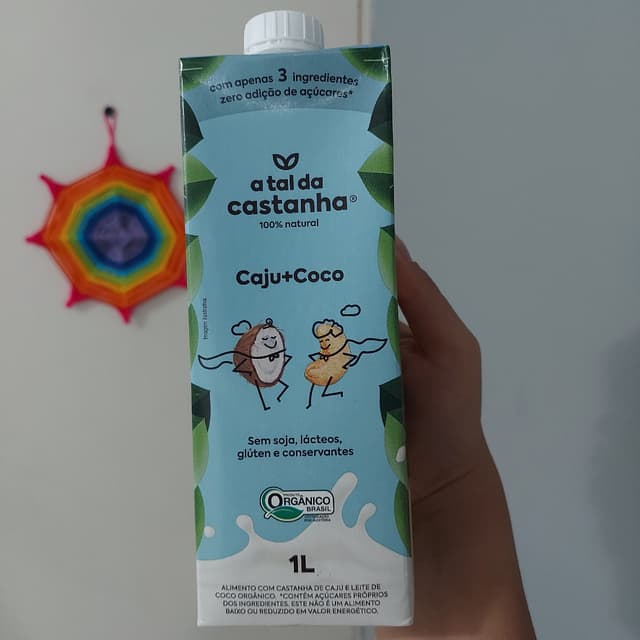 com apenas 3 ingredientes
zero adição de açúcares*
a tal da
castanha®
100% natural
Caju+Coco
Imagem ilustrativa
Sem soja, lácteos,
glúten e conservantes
PRODUTO
ORGÂNICO
BRASIL
1L
ALIMENTO COM CASTANHA DE CAJU E LEITE DE
COCO ORGÂNICO. *CONTÉM AÇÚCARES PRÓPRIOS
DOS INGREDIENTES. ESTE NÃO É UM ALIMENTO
BAIXO OU REDUZIDO EM VALOR ENERGÉTICO.